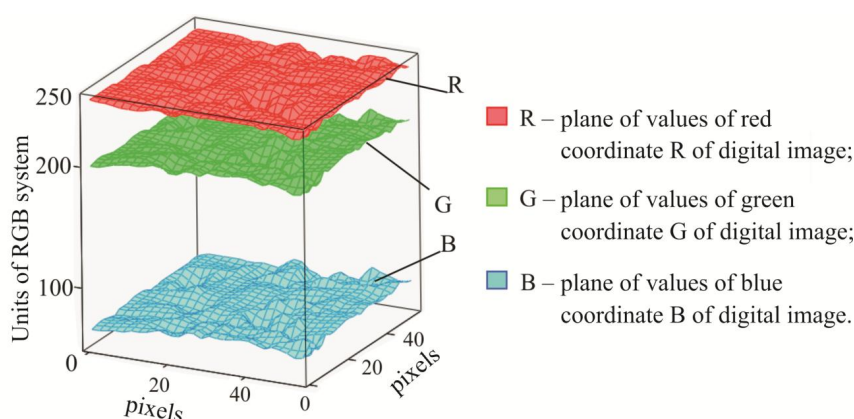 250
200
100
0
Units of RGB system
R
G
B
20
40
pixels
0
20
40
pixels
R – plane of values of red
coordinate R of digital image;
G – plane of values of green
coordinate G of digital image;
B – plane of values of blue
coordinate B of digital image.